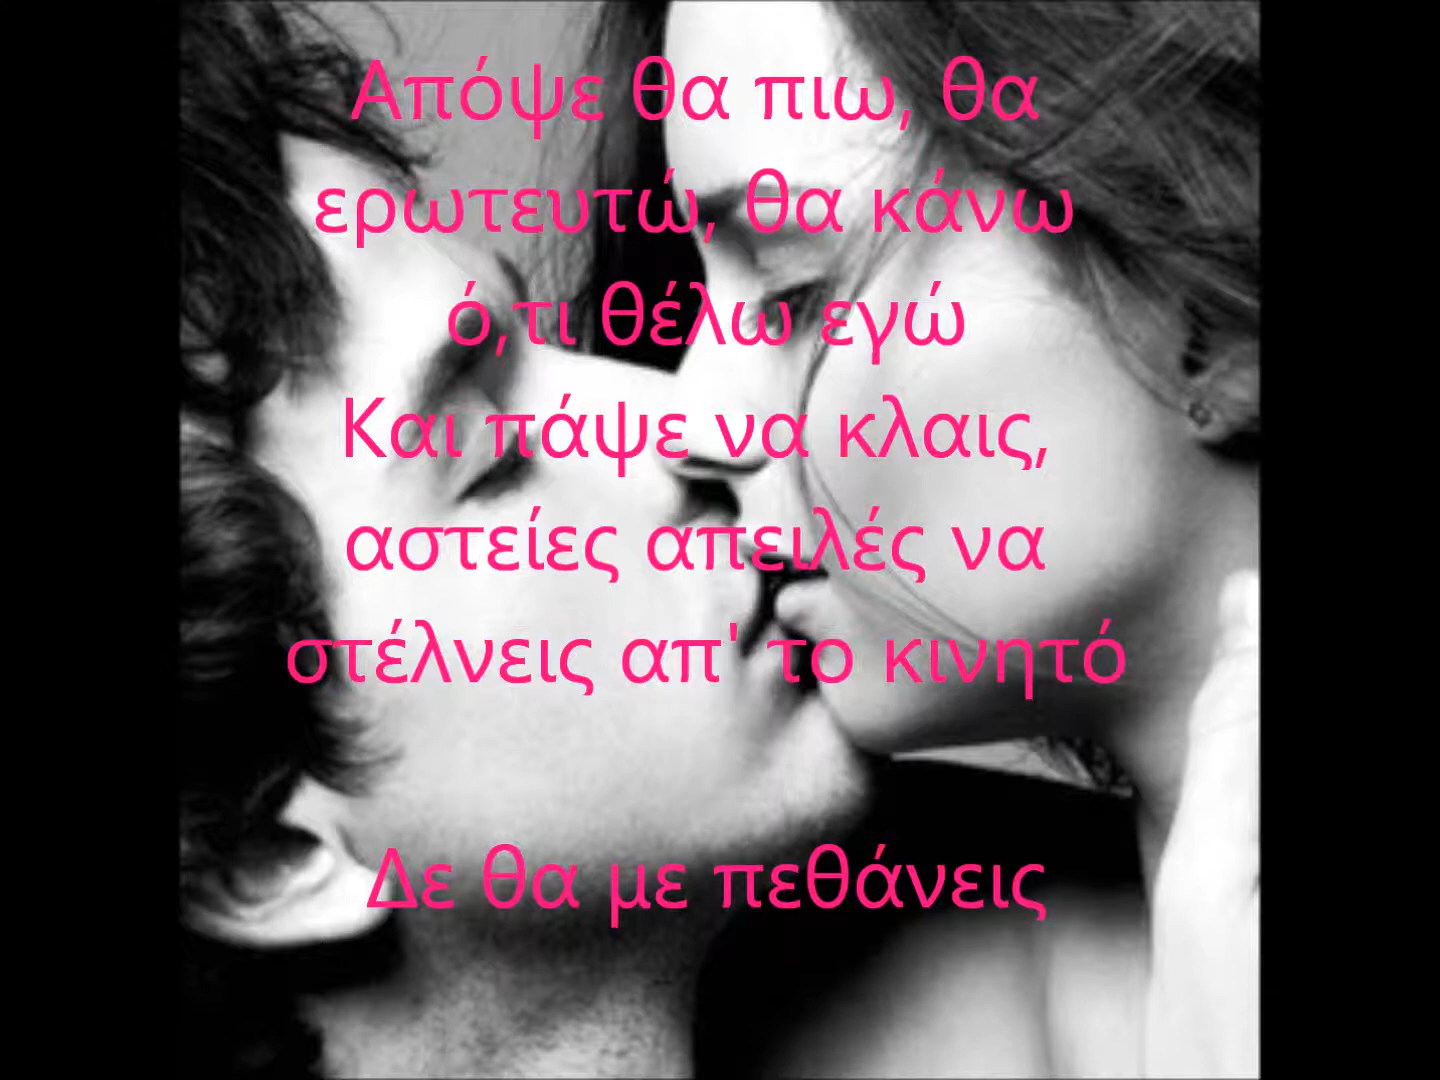 Απόψε θα πιω, θα
ερωτευτώ, θα κάνω
ό,τι θέλω εγώ
Και πάψε να κλαις,
αστείες απειλές να
στέλνεις απ' το κινητό
Δε θα με πεθάνεις